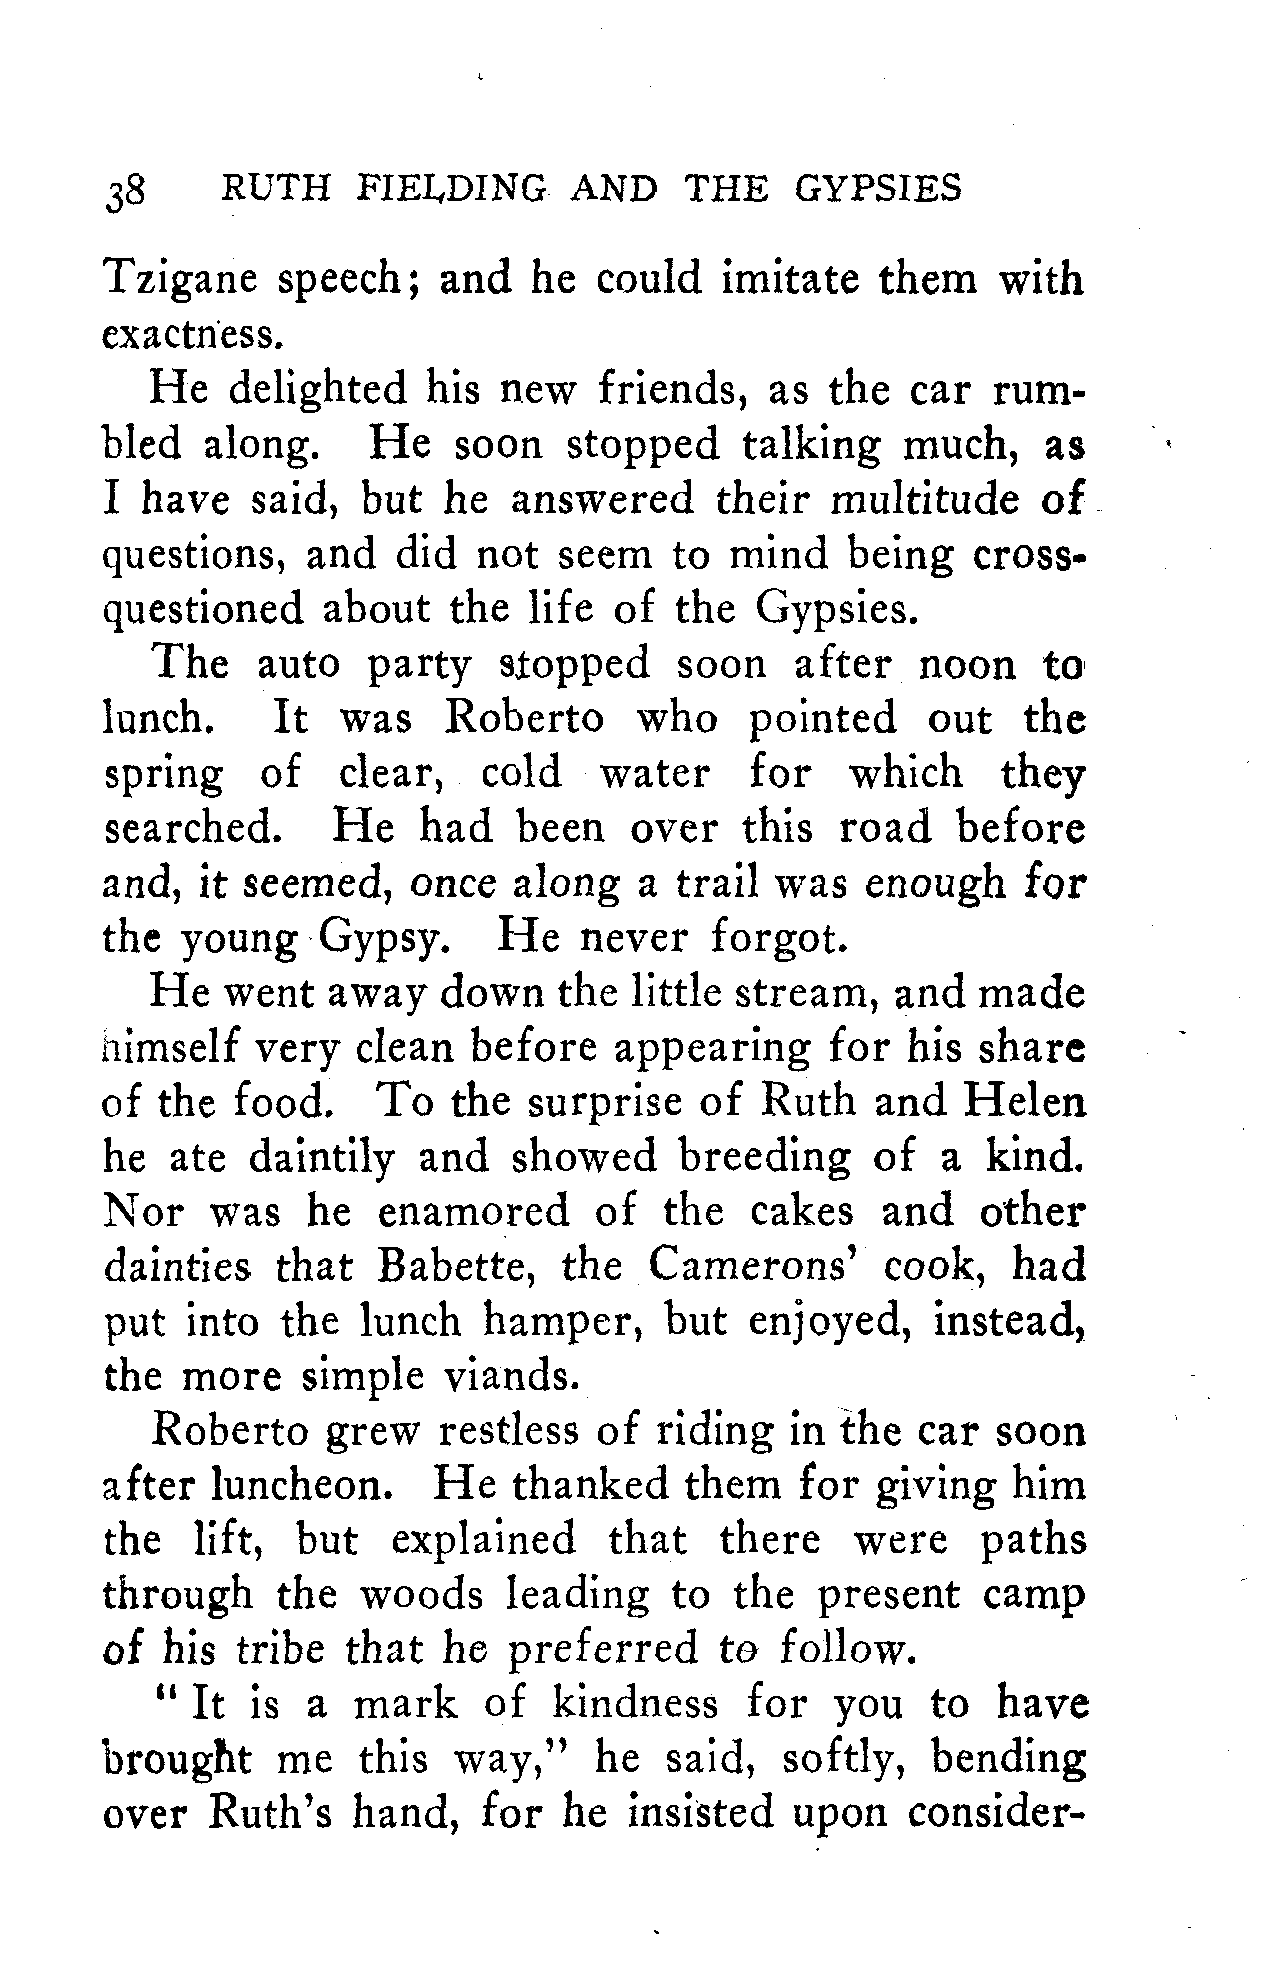 38 RUTH FIELDING AND THE GYPSIES
Tzigane speech; and he could imitate them with
exactness.
He delighted his new friends, as the car rum-
bled along. He soon stopped talking much, as
I have said, but he answered their multitude of
questions, and did not seem to mind being cross-
questioned about the life of the Gypsies.
The auto party stopped soon after noon to
lunch. It was Roberto who pointed out the
spring of clear, cold water for which they
searched. He had been over this road before
and, it seemed, once along a trail was enough for
the young Gypsy. He never forgot.
He went away down the little stream, and made
himself very clean before appearing for his share
of the food. To the surprise of Ruth and Helen
he ate daintily and showed breeding of a kind.
Nor was he enamored of the cakes and other
dainties that Babette, the Camerons' cook, had
put into the lunch hamper, but enjoyed, instead,
the more simple viands.
Roberto grew restless of riding in the car soon
after luncheon. He thanked them for giving him
the lift, but explained that there were paths
through the woods leading to the present camp
of his tribe that he preferred to follow.
" It is a mark of kindness for you to have
brought me this way," he said, softly, bending
over Ruth's hand, for he insisted upon consider-